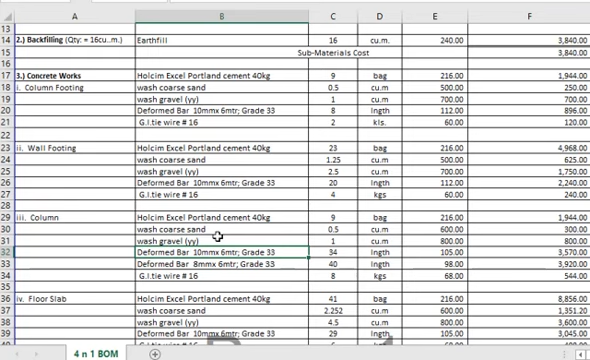 A B C D E F
13
14 2.) Backfilling (Qty: = 16cu..m.) Earthfill 16 cu.m. 240.00 3,840.00
15 Sub-Materials Cost 3,840.00
16
17 3.) Concrete Works Holcim Excel Portland cement 40kg 9 bag 216.00 1,944.00
18 i. Column Footing wash coarse sand 0.5 cu.m 500.00 250.00
19 wash gravel (yy) 1 cu.m 700.00 700.00
20 Deformed Bar 10mmx 6mtr; Grade 33 8 lngth 112.00 896.00
21 G.I.tie wire # 16 2 kls. 60.00 120.00
22
23 ii. Wall Footing Holcim Excel Portland cement 40kg 23 bag 216.00 4,968.00
24 wash coarse sand 1.25 cu.m 500.00 625.00
25 wash gravel (yy) 2.5 cu.m 700.00 1,750.00
26 Deformed Bar 10mmx 6mtr; Grade 33 20 lngth 112.00 2,240.00
27 G.I.tie wire # 16 4 kgs 60.00 240.00
28
29 iii. Column Holcim Excel Portland cement 40kg 9 bag 216.00 1,944.00
30 wash coarse sand 0.5 cu.m 600.00 300.00
31 wash gravel (yy) 1 cu.m 800.00 800.00
32 Deformed Bar 10mmx 6mtr; Grade 33 34 lngth 105.00 3,570.00
33 Deformed Bar 8mmx 6mtr; Grade 33 40 lngth 98.00 3,920.00
34 G.I.tie wire # 16 8 kgs 68.00 544.00
35
36 iv. Floor Slab Holcim Excel Portland cement 40kg 41 bag 216.00 8,856.00
37 wash coarse sand 2.252 cu.m 600.00 1,351.20
38 wash gravel (yy) 4.5 cu.m 800.00 3,600.00
39 Deformed Bar 10mmx 6mtr; Grade 33 29 lngth 105.00 3,045.00
4 n 1 BOM